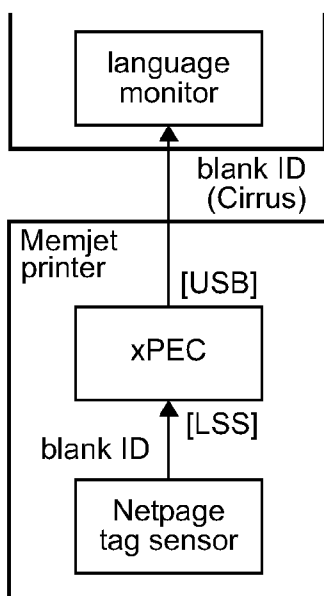 language
monitor
blank ID
(Cirrus)
Memjet
printer
[USB]
xPEC
[LSS]
blank ID
Netpage
tag sensor